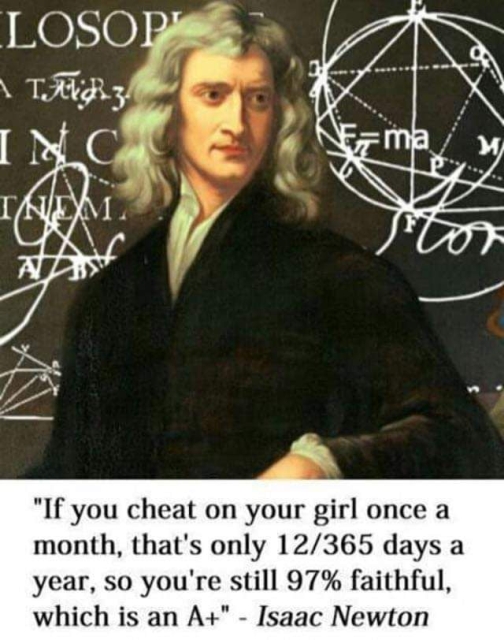 LOSOP
INC
F=ma
"If you cheat on your girl once a
month, that's only 12/365 days a
year, so you're still 97% faithful,
which is an A+" - Isaac Newton